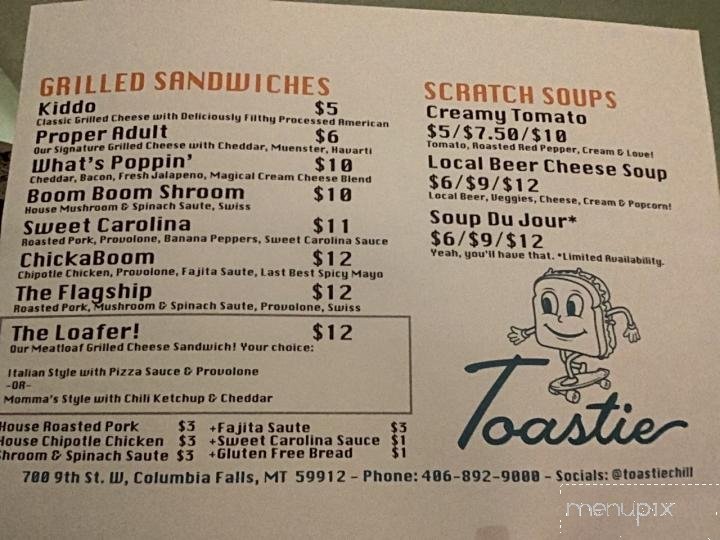 GRILLED SANDWICHES
Kiddo $5
Classic Grilled Cheese with Deliciously Filthy Processed American
Proper Adult $6
Our Signature Grilled Cheese with Cheddar, Muenster, Havarti
What's Poppin' $10
Cheddar, Bacon, Fresh Jalapeno, Magical Cream Cheese Blend
Boom Boom Shroom $10
House Mushroom & Spinach Saute, Swiss
Sweet Carolina $11
Roasted Pork, Provolone, Banana Peppers, Sweet Carolina Sauce
ChickaBoom $12
Chipotle Chicken, Provolone, Fajita Saute, Last Best Spicy Mayo
The Flagship $12
Roasted Pork, Mushroom & Spinach Saute, Provolone, Swiss
The Loafer! $12
Our Meatloaf Grilled Cheese Sandwich! Your choice:
Italian Style with Pizza Sauce & Provolone
-OR-
Momma's Style with Chili Ketchup & Cheddar
House Roasted Pork $3 +Fajita Saute $3
House Chipotle Chicken $3 +Sweet Carolina Sauce $1
Shroom & Spinach Saute $3 +Gluten Free Bread $1
SCRATCH SOUPS
Creamy Tomato
$5/$7.50/$10
Tomato, Roasted Red Pepper, Cream & Love!
Local Beer Cheese Soup
$6/$9/$12
Local Beer, Veggies, Cheese, Cream & Popcorn!
Soup Du Jour*
$6/$9/$12
Yeah, you'll have that. *Limited Availability.
Toastie
700 9th St. W, Columbia Falls, MT 59912 - Phone: 406-892-9000 - Socials: @toastiechill
menupix